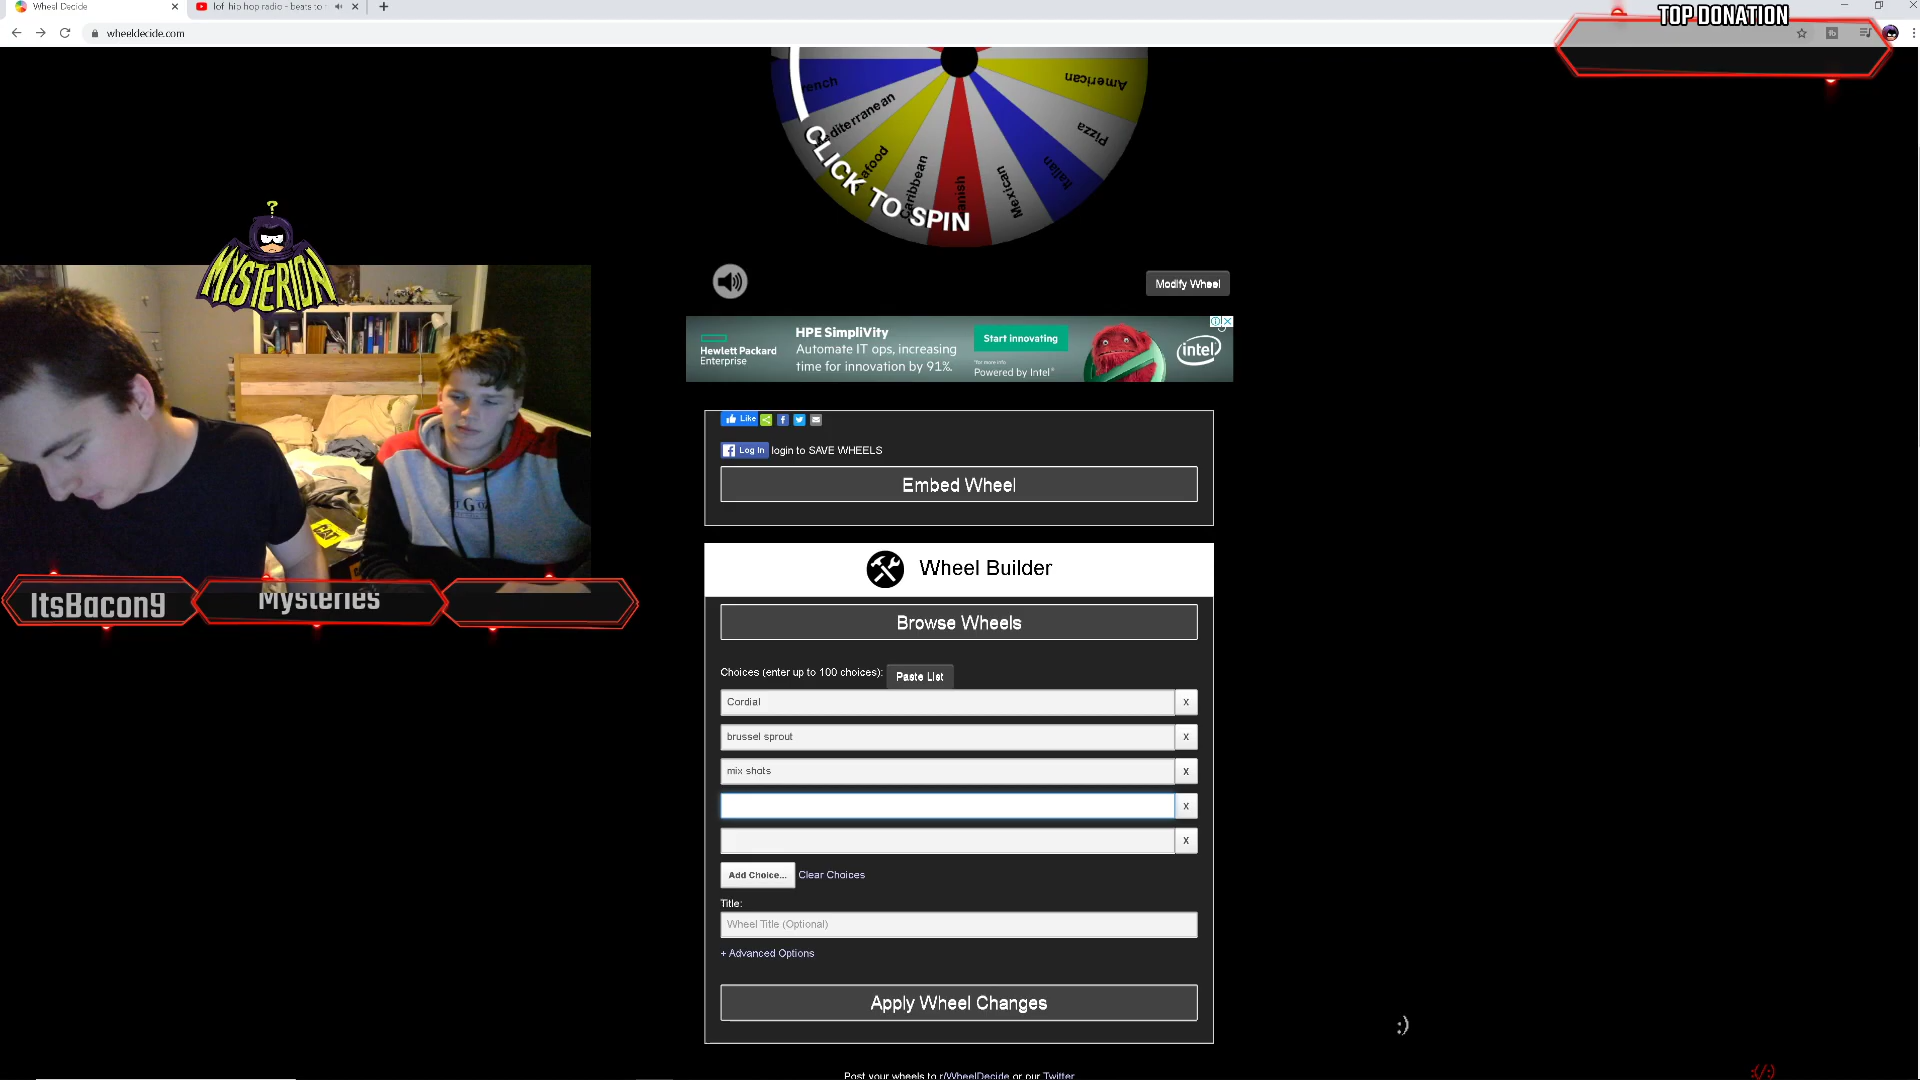 Wheel Decide
lofi hip hop radio - beats to
TOP DONATION
wheeldecide.com
American
Pizza
Italian
Mexican
Caribbean
CLICK TO SPIN
MYSTERION
?
Modify Wheel
HPE SimpliVity
Automate IT ops, increasing
time for innovation by 91%.
Hewlett Packard
Enterprise
Start innovating
Powered by Intel®
intel
Like
Log In login to SAVE WHEELS
Embed Wheel
CAT
Wheel Builder
ItsBacon9
Mysteries
Browse Wheels
Choices (enter up to 100 choices): Paste List
Cordial X
brussel sprout X
mix shots X
X
X
Add Choice... Clear Choices
Title:
Wheel Title (Optional)
+ Advanced Options
Apply Wheel Changes
:)
Post your wheels to r/WheelDecide or our Twitter